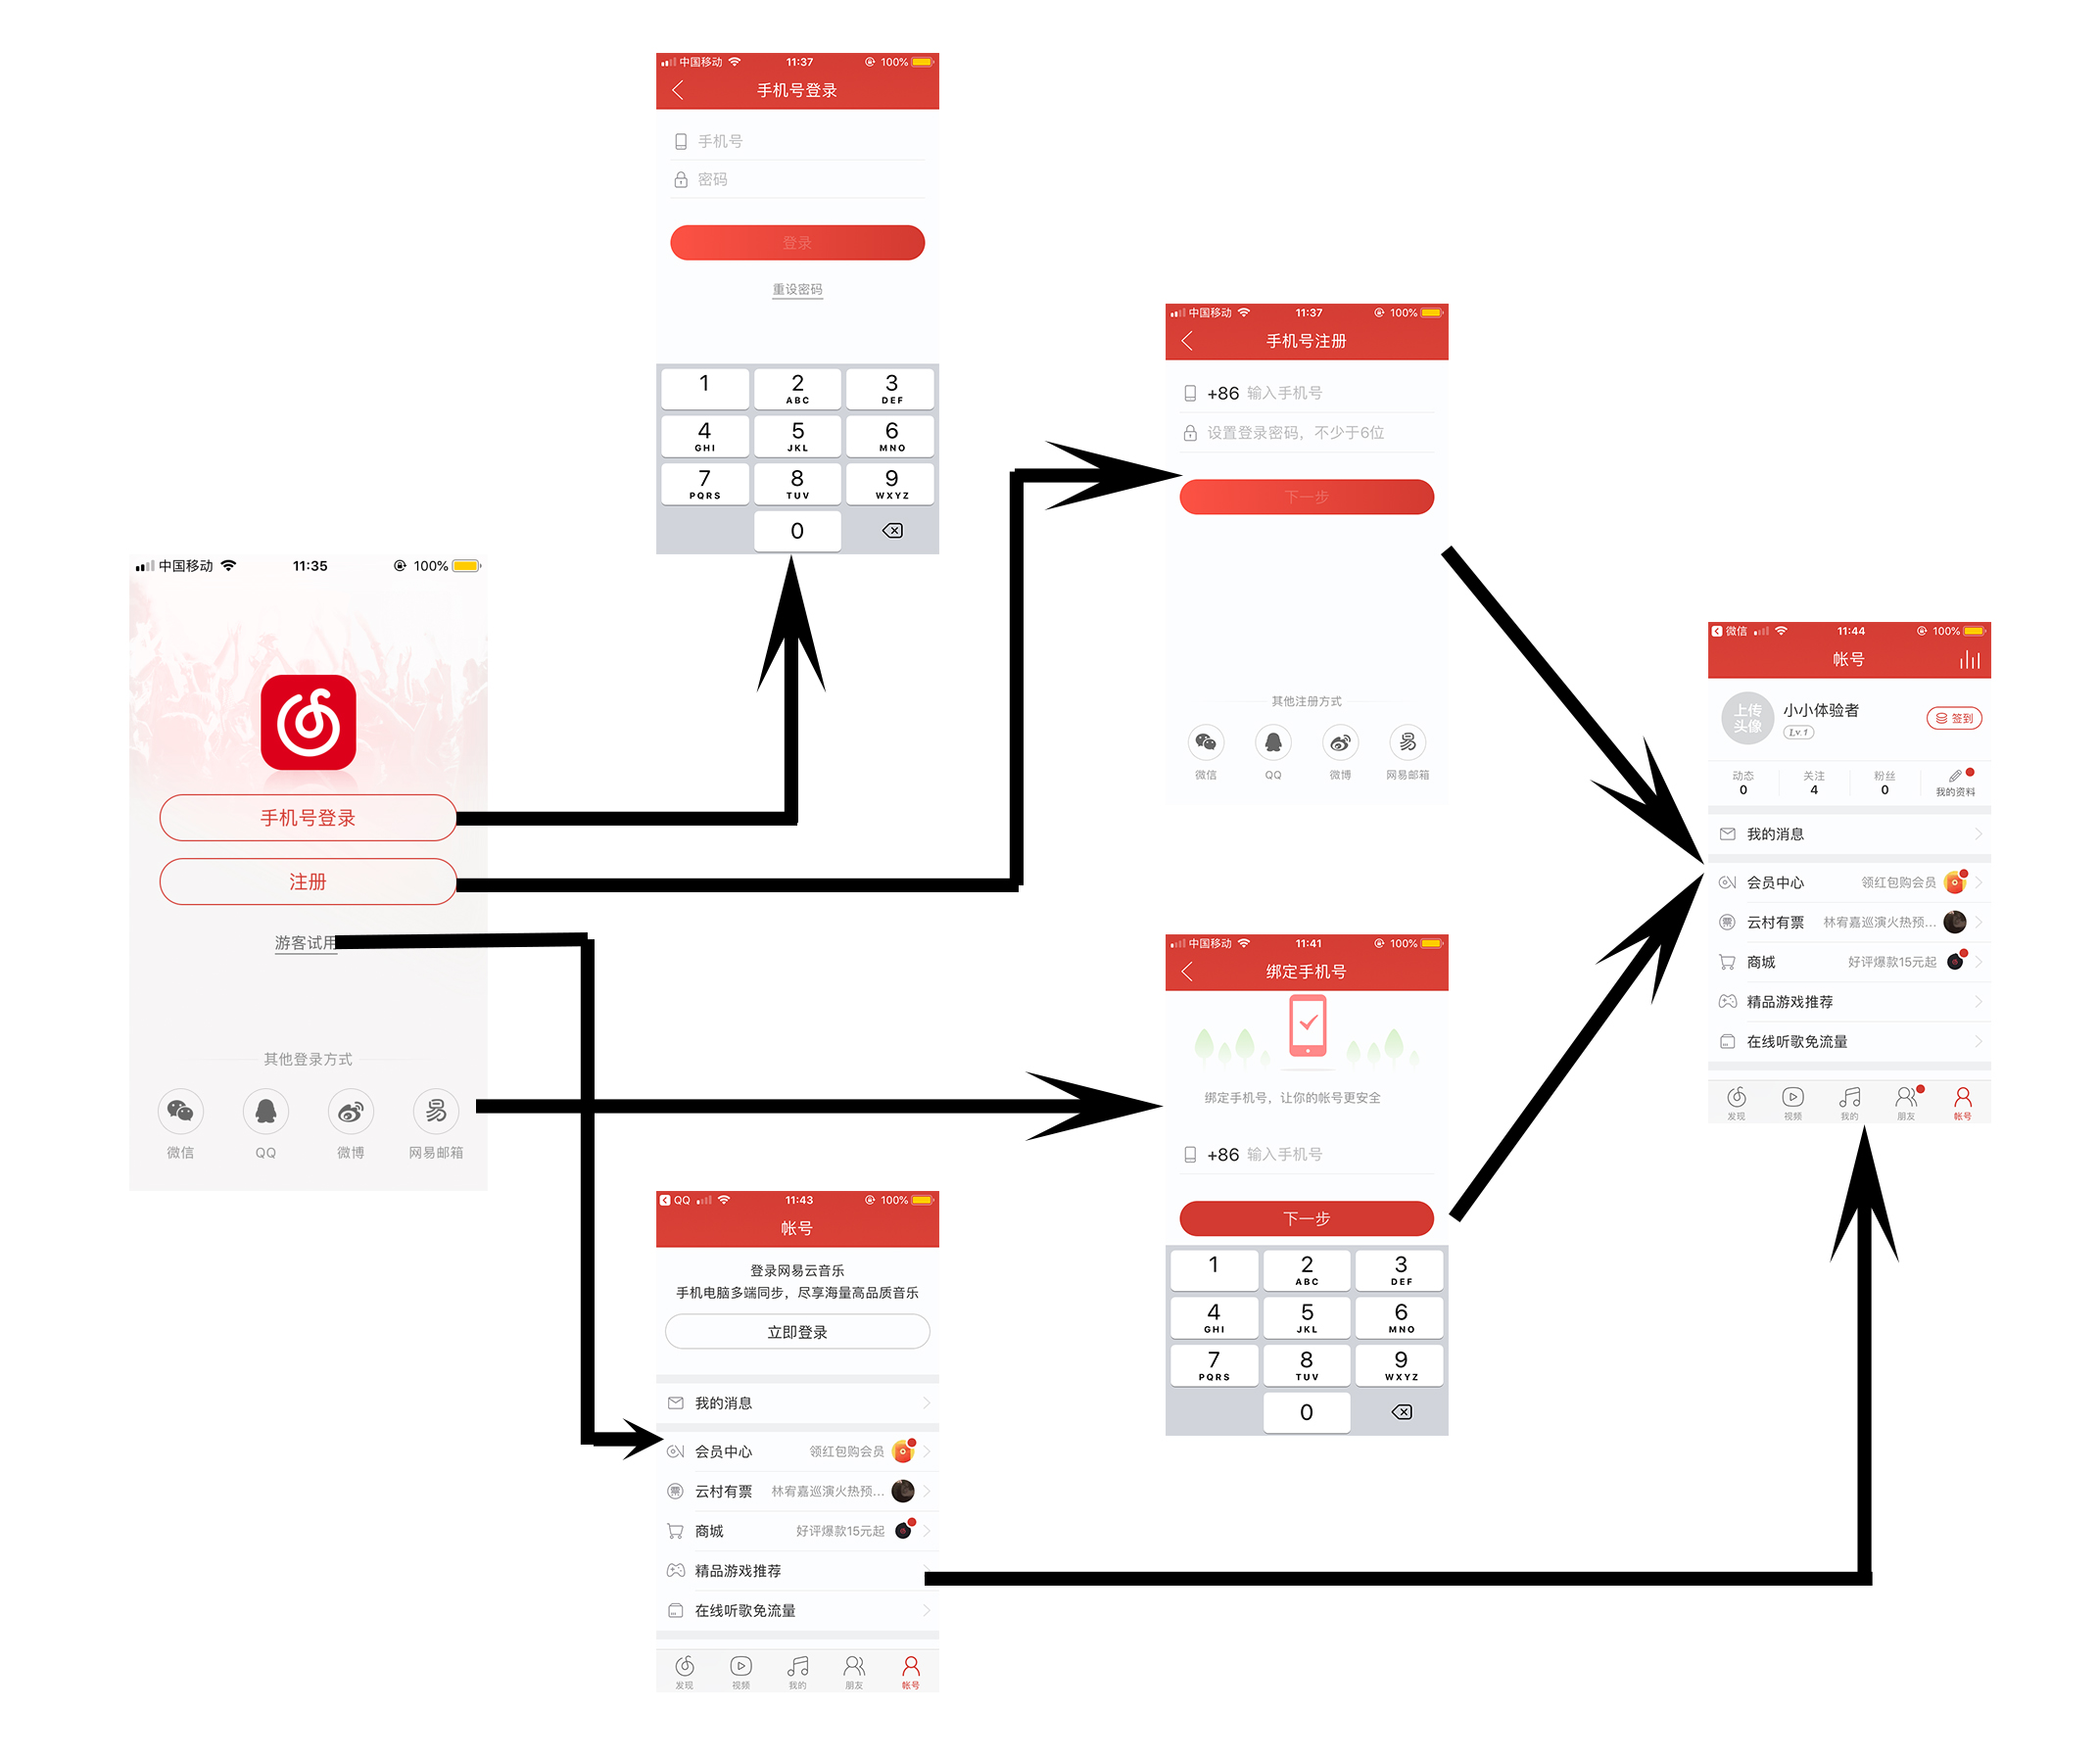 中国移动 11:37 100%
手机号登录
手机号
密码
登录
重设密码
1 2 3
ABC DEF
4 5 6
GHI JKL MNO
7 8 9
PQRS TUV WXYZ
0
中国移动 11:35 100%
手机号登录
注册
游客试用
其他登录方式
微信 QQ 微博 网易邮箱
中国移动 11:37 100%
手机号注册
+86 输入手机号
设置登录密码，不少于6位
下一步
其他注册方式
微信 QQ 微博 网易邮箱
中国移动 11:41 100%
绑定手机号
绑定手机号，让你的帐号更安全
+86 输入手机号
下一步
1 2 3
ABC DEF
4 5 6
GHI JKL MNO
7 8 9
PQRS TUV WXYZ
0
QQ 11:43 100%
帐号
登录网易云音乐
手机电脑多端同步，尽享海量高品质音乐
立即登录
我的消息
会员中心 领红包购会员
云村有票 林宥嘉巡演火热预...
商城 好评爆款15元起
精品游戏推荐
在线听歌免流量
发现 视频 我的 朋友 帐号
微信 11:44 100%
帐号
上传
头像
小小体验者
Lv.1
签到
动态 关注 粉丝
0 4 0 我的资料
我的消息
会员中心 领红包购会员
云村有票 林宥嘉巡演火热预...
商城 好评爆款15元起
精品游戏推荐
在线听歌免流量
发现 视频 我的 朋友 帐号